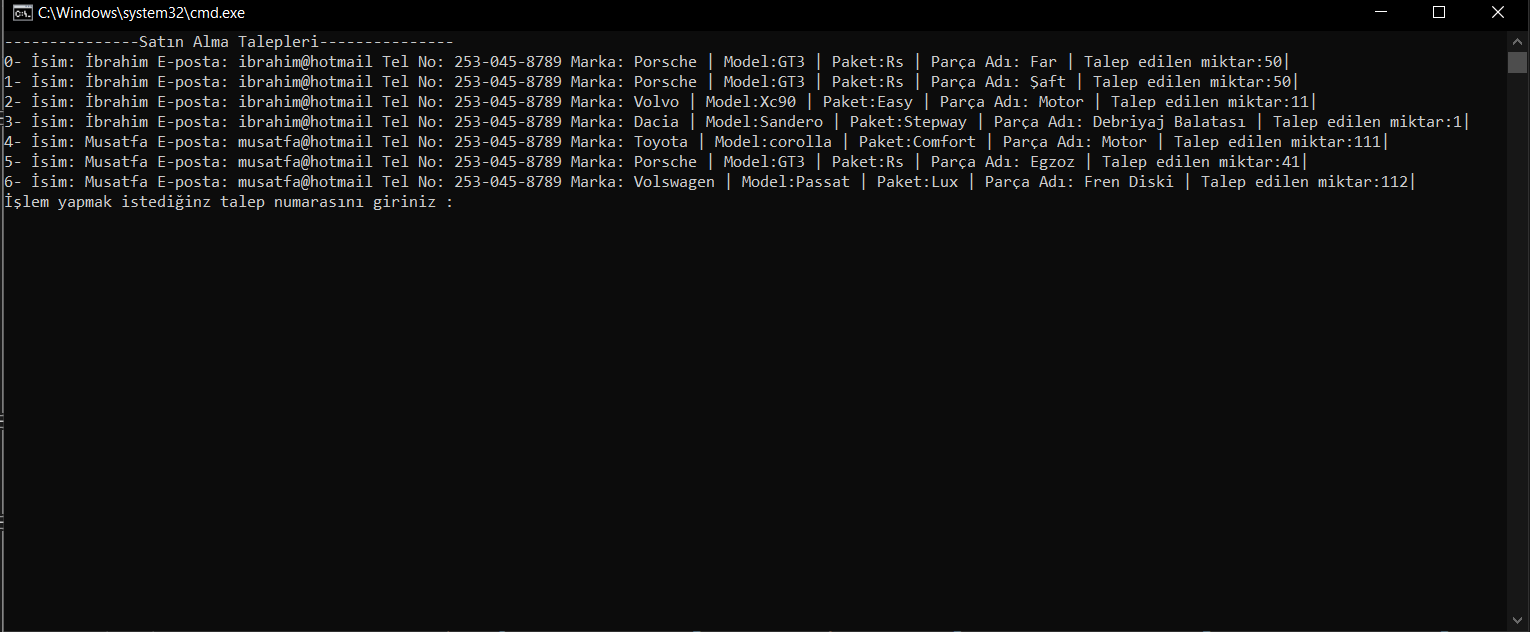 C:\Windows\system32\cmd.exe
---------------Satın Alma Talepleri---------------
0- İsim: İbrahim E-posta: ibrahim@hotmail Tel No: 253-045-8789 Marka: Porsche | Model:GT3 | Paket:Rs | Parça Adı: Far | Talep edilen miktar:50|
1- İsim: İbrahim E-posta: ibrahim@hotmail Tel No: 253-045-8789 Marka: Porsche | Model:GT3 | Paket:Rs | Parça Adı: Şaft | Talep edilen miktar:50|
2- İsim: İbrahim E-posta: ibrahim@hotmail Tel No: 253-045-8789 Marka: Volvo | Model:Xc90 | Paket:Easy | Parça Adı: Motor | Talep edilen miktar:11|
3- İsim: İbrahim E-posta: ibrahim@hotmail Tel No: 253-045-8789 Marka: Dacia | Model:Sandero | Paket:Stepway | Parça Adı: Debriyaj Balatası | Talep edilen miktar:1|
4- İsim: Musatfa E-posta: musatfa@hotmail Tel No: 253-045-8789 Marka: Toyota | Model:corolla | Paket:Comfort | Parça Adı: Motor | Talep edilen miktar:111|
5- İsim: Musatfa E-posta: musatfa@hotmail Tel No: 253-045-8789 Marka: Porsche | Model:GT3 | Paket:Rs | Parça Adı: Egzoz | Talep edilen miktar:41|
6- İsim: Musatfa E-posta: musatfa@hotmail Tel No: 253-045-8789 Marka: Volswagen | Model:Passat | Paket:Lux | Parça Adı: Fren Diski | Talep edilen miktar:112|
İşlem yapmak istediğinz talep numarasını giriniz :